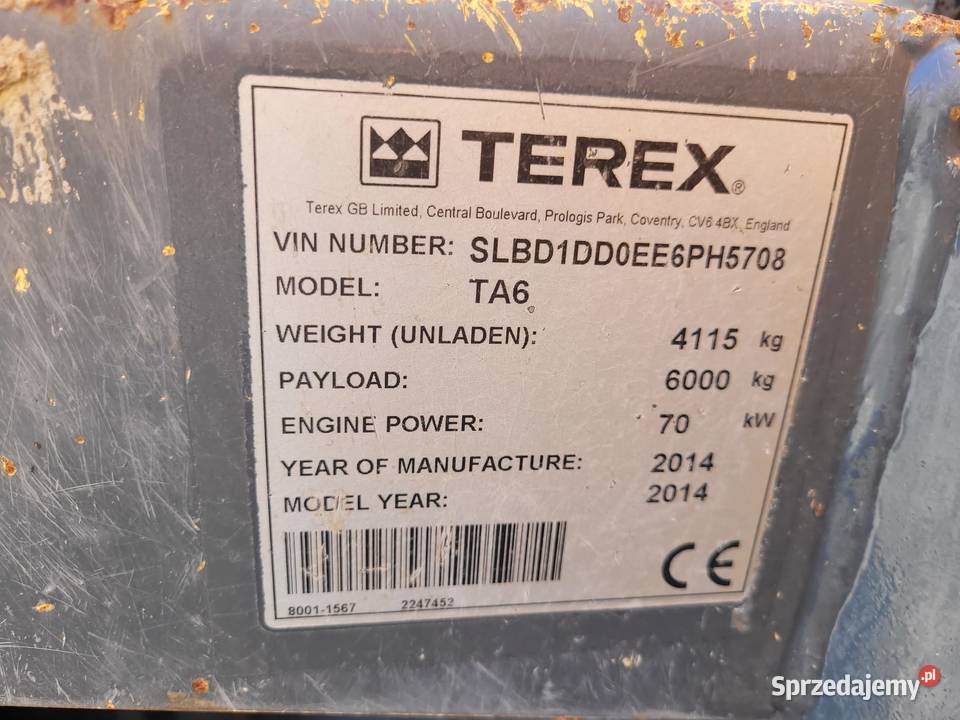 TEREX®
Terex GB Limited, Central Boulevard, Prologis Park, Coventry, CV6 4BX, England
VIN NUMBER: SLBD1DD0EE6PH5708
MODEL: TA6
WEIGHT (UNLADEN): 4115 kg
PAYLOAD: 6000 kg
ENGINE POWER: 70 kW
YEAR OF MANUFACTURE: 2014
MODEL YEAR: 2014
CE
8001-1567 2247452
Sprzedajemy.pl